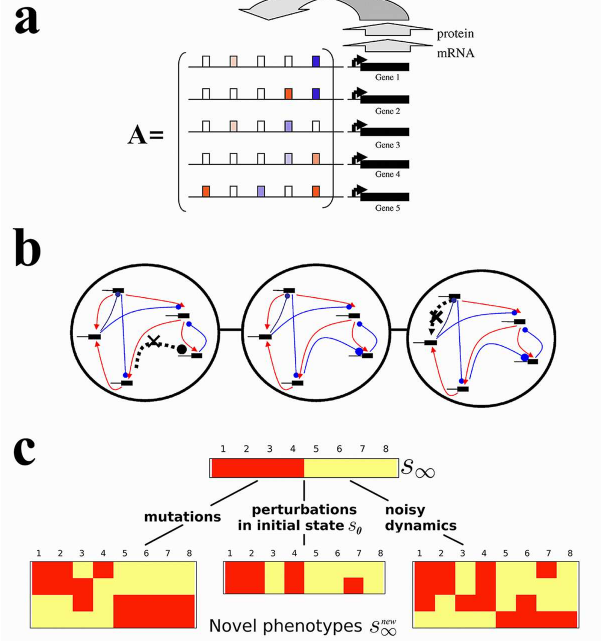 a
protein
mRNA
Gene 1
Gene 2
A=
Gene 3
Gene 4
Gene 5
b
c
1 2 3 4 5 6 7 8
S∞
mutations
perturbations
in initial state s0
noisy
dynamics
1 2 3 4 5 6 7 8
1 2 3 4 5 6 7 8
1 2 3 4 5 6 7 8
Novel phenotypes s∞new